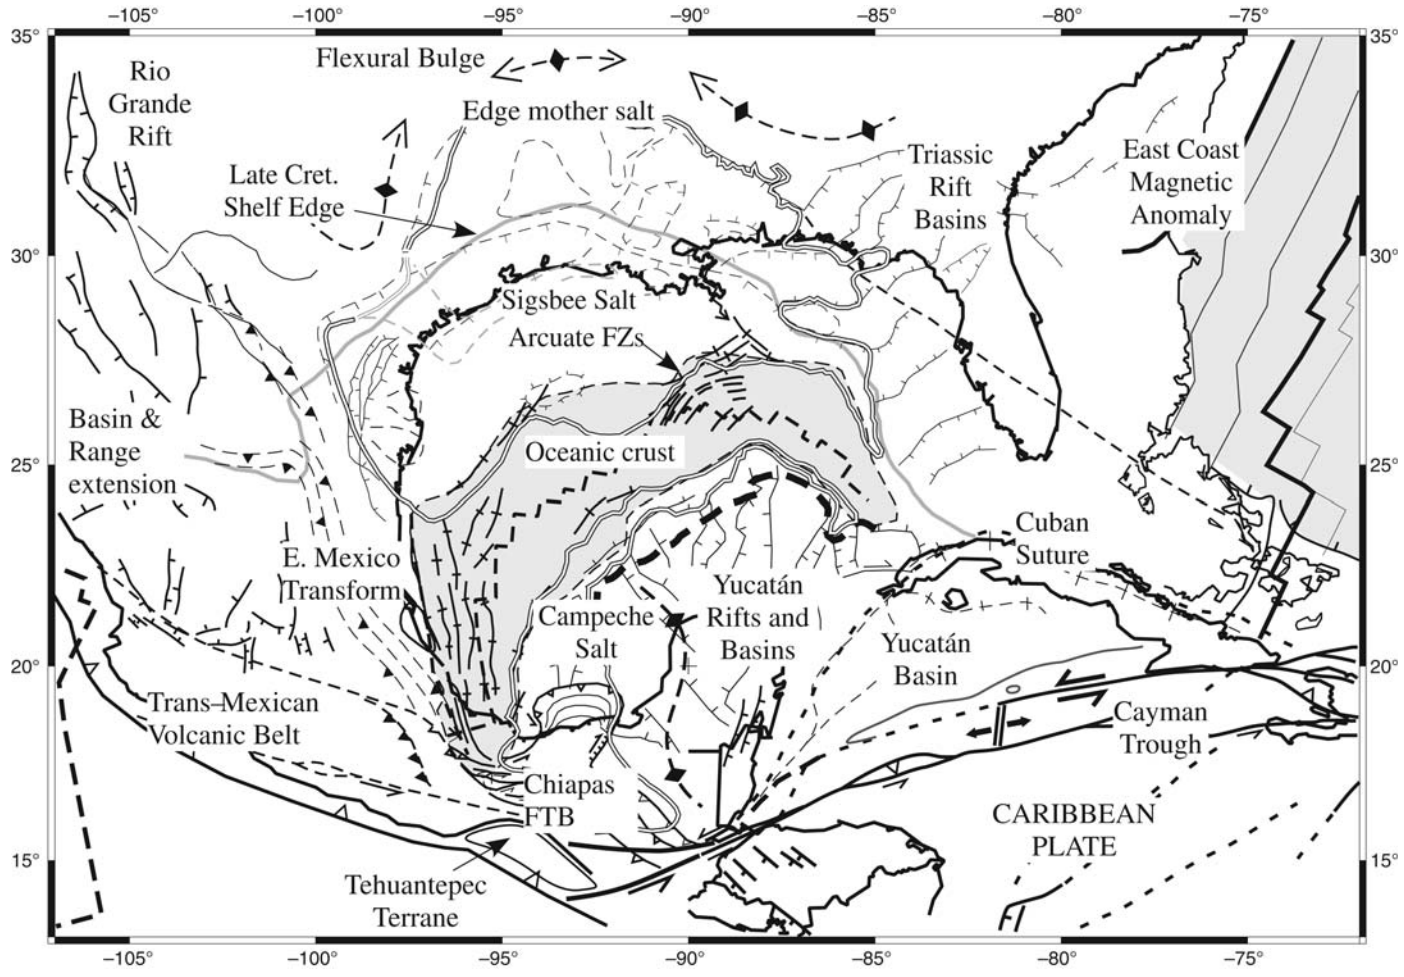 −105° −100° −95° −90° −85° −80° −75°
35° 35°
Flexural Bulge
Rio
Grande
Rift
Edge mother salt
Late Cret.
Shelf Edge
Triassic
Rift
Basins
East Coast
Magnetic
Anomaly
30° 30°
Sigsbee Salt
Arcuate FZs
Basin &
Range
extension
Oceanic crust
25° 25°
E. Mexico
Transform
Cuban
Suture
Campeche
Salt
Yucatán
Rifts and
Basins
Yucatán
Basin
20° 20°
Trans–Mexican
Volcanic Belt
Cayman
Trough
Chiapas
FTB
CARIBBEAN
PLATE
15° 15°
Tehuantepec
Terrane
−105° −100° −95° −90° −85° −80° −75°